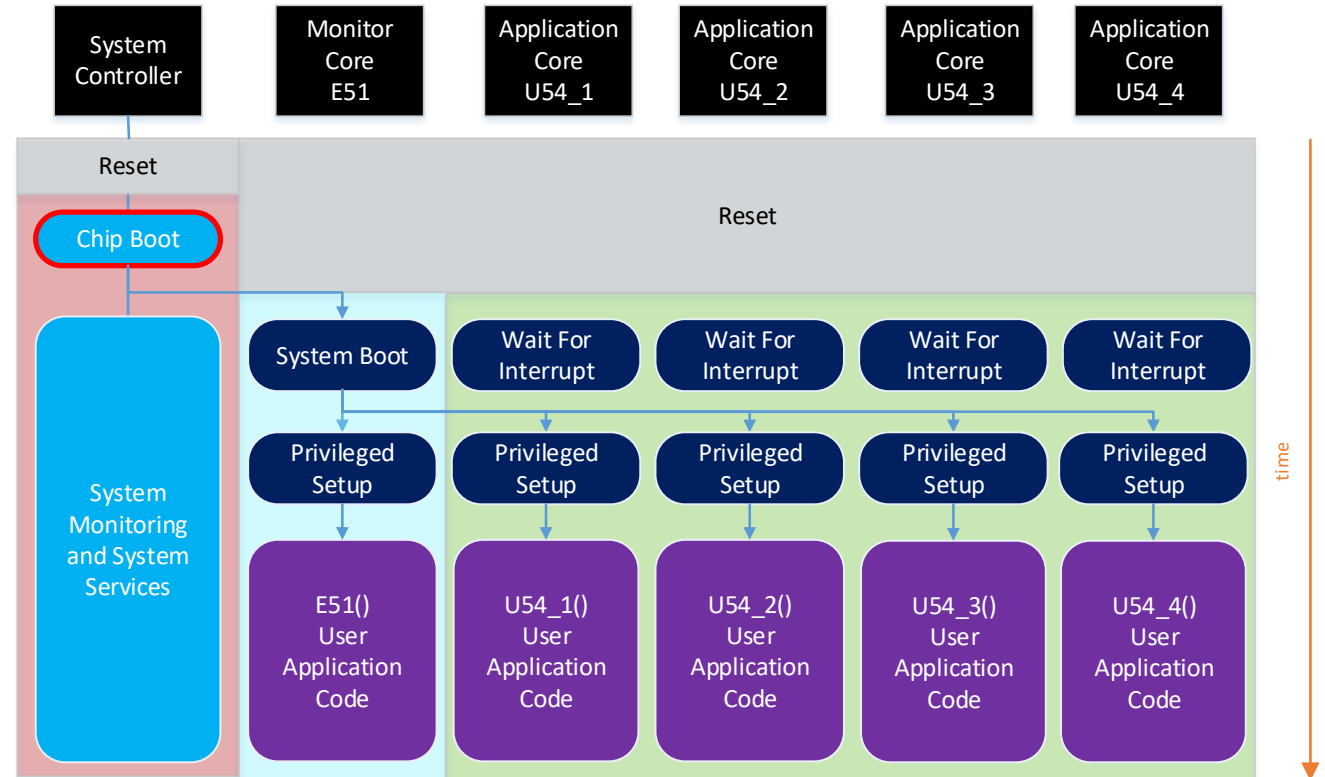 System
Controller
Monitor
Core
E51
Application
Core
U54_1
Application
Core
U54_2
Application
Core
U54_3
Application
Core
U54_4
Reset
Reset
Chip Boot
System Boot
Wait For
Interrupt
Wait For
Interrupt
Wait For
Interrupt
Wait For
Interrupt
Privileged
Setup
Privileged
Setup
Privileged
Setup
Privileged
Setup
Privileged
Setup
time
System
Monitoring
and System
Services
E51()
User
Application
Code
U54_1()
User
Application
Code
U54_2()
User
Application
Code
U54_3()
User
Application
Code
U54_4()
User
Application
Code